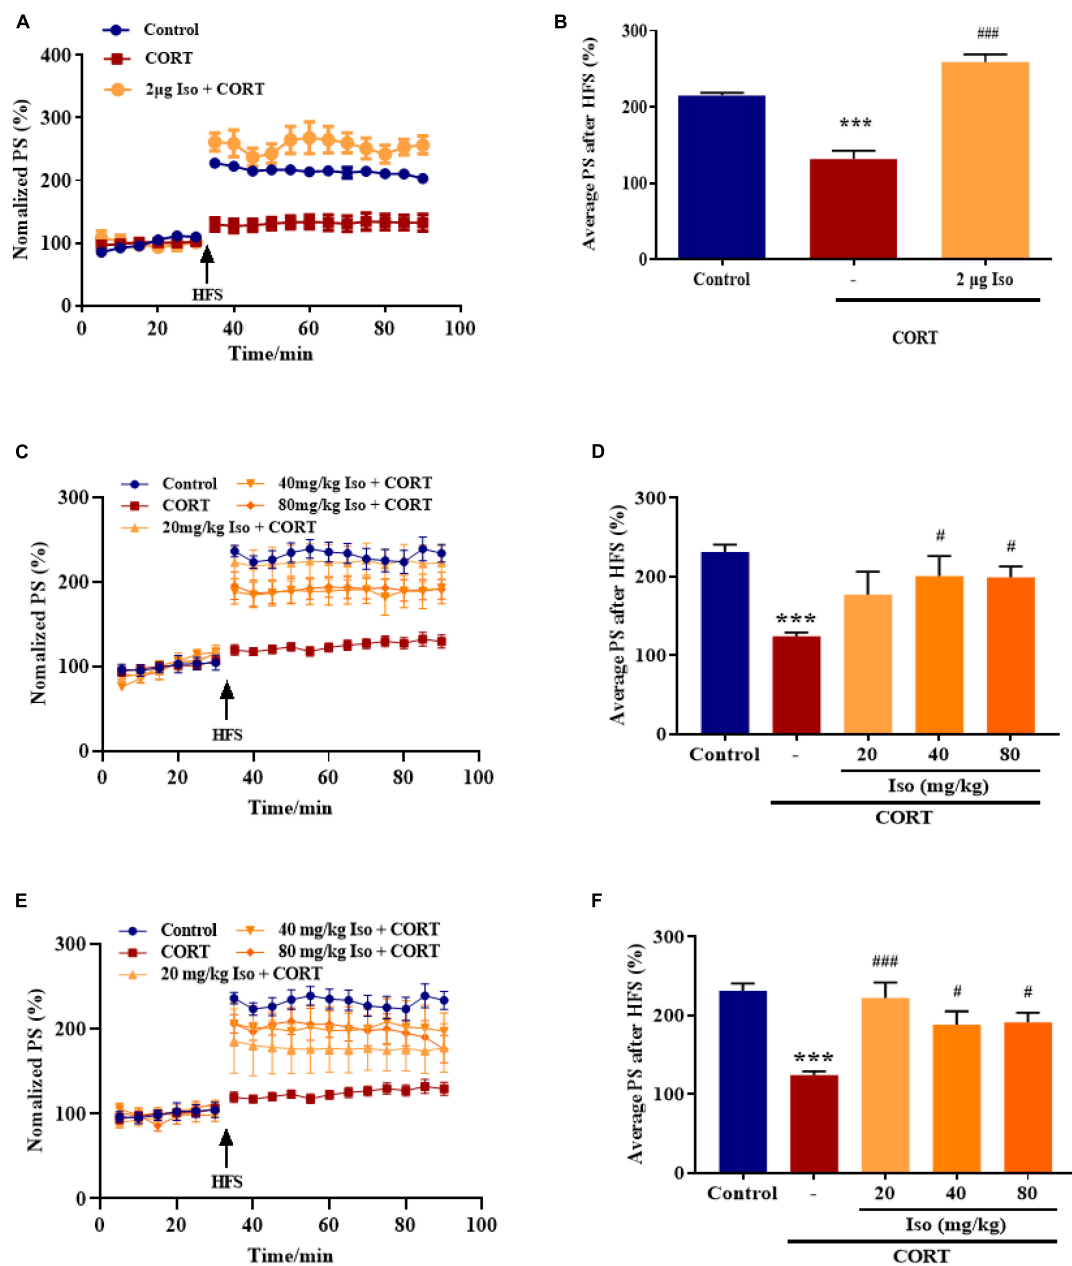 A
Control
CORT
2μg Iso + CORT
Nomalized PS (%)
400
300
200
100
0
HFS
0
20
40
60
80
100
Time/min
B
Average PS after HFS (%)
300
200
100
0
***
###
Control
-
2 μg Iso
CORT
C
Control
CORT
20mg/kg Iso + CORT
40mg/kg Iso + CORT
80mg/kg Iso + CORT
Nomalized PS (%)
300
200
100
0
HFS
0
20
40
60
80
100
Time/min
D
Average PS after HFS (%)
300
200
100
0
***
#
#
Control
-
20
40
80
Iso (mg/kg)
CORT
E
Control
CORT
20 mg/kg Iso + CORT
40 mg/kg Iso + CORT
80 mg/kg Iso + CORT
Nomalized PS (%)
300
200
100
0
HFS
0
20
40
60
80
100
Time/min
F
Average PS after HFS (%)
300
200
100
0
***
###
#
#
Control
-
20
40
80
Iso (mg/kg)
CORT